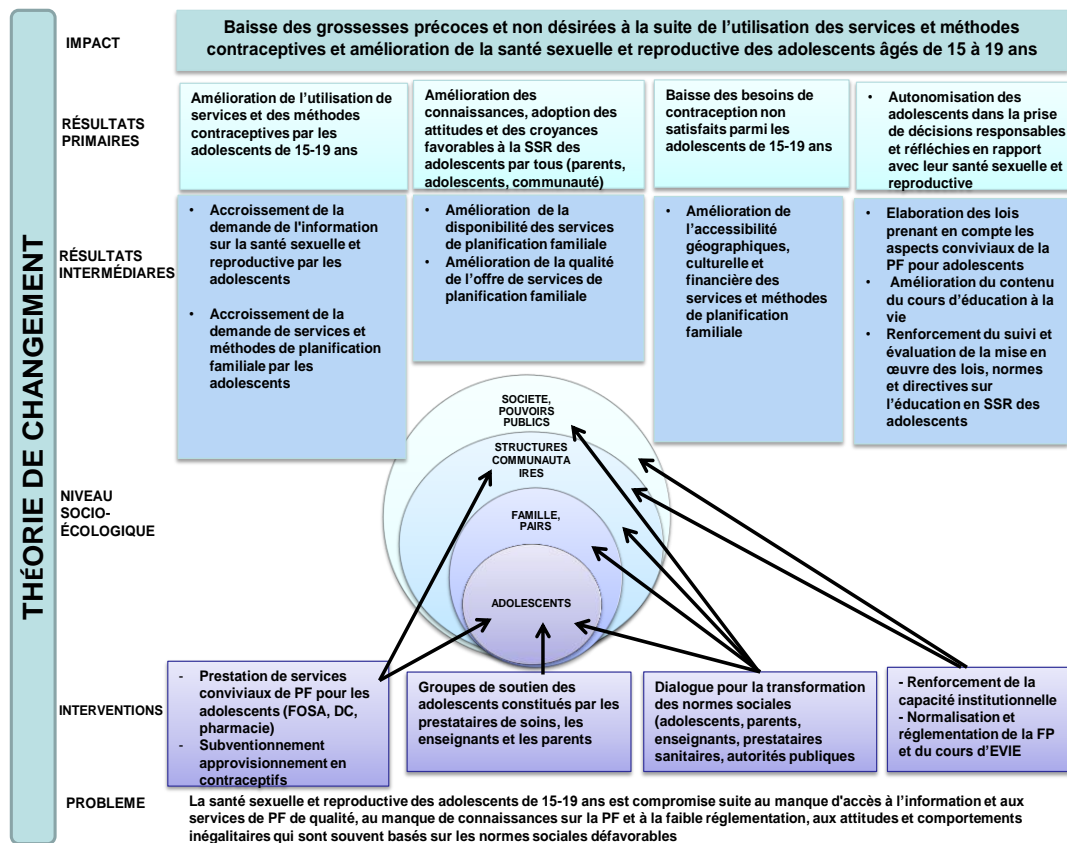 THÉORIE DE CHANGEMENT
IMPACT
Baisse des grossesses précoces et non désirées à la suite de l'utilisation des services et méthodes
contraceptives et amélioration de la santé sexuelle et reproductive des adolescents âgés de 15 à 19 ans
RÉSULTATS
PRIMAIRES
Amélioration de l'utilisation de
services et des méthodes
contraceptives par les
adolescents de 15-19 ans
Amélioration des
connaissances, adoption des
attitudes et des croyances
favorables à la SSR des
adolescents par tous (parents,
adolescents, communauté)
Baisse des besoins de
contraception non
satisfaits parmi les
adolescents de 15-19 ans
• Autonomisation des
adolescents dans la prise
de décisions responsables
et réfléchies en rapport
avec leur santé sexuelle et
reproductive
RÉSULTATS
INTERMÉDIARES
• Accroissement de la
demande de l'information
sur la santé sexuelle et
reproductive par les
adolescents
• Accroissement de la
demande de services et
méthodes de planification
familiale par les
adolescents
• Amélioration de la
disponibilité des services
de planification familiale
• Amélioration de la qualité
de l'offre de services de
planification familiale
• Amélioration de
l'accessibilité
géographiques,
culturelle et
financière des
services et méthodes
de planification
familiale
• Elaboration des lois
prenant en compte les
aspects conviviaux de la
PF pour adolescents
• Amélioration du contenu
du cours d'éducation à la
vie
• Renforcement du suivi et
évaluation de la mise en
œuvre des lois, normes
et directives sur
l'éducation en SSR des
adolescents
NIVEAU
SOCIO-
ÉCOLOGIQUE
SOCIETE,
POUVOIRS
PUBLICS
STRUCTURES
COMMUNAUTA
IRES
FAMILLE,
PAIRS
ADOLESCENTS
INTERVENTIONS
- Prestation de services
conviviaux de PF pour les
adolescents (FOSA, DC,
pharmacie)
- Subventionnement
approvisionnement en
contraceptifs
Groupes de soutien des
adolescents constitués par les
prestataires de soins, les
enseignants et les parents
Dialogue pour la transformation
des normes sociales
(adolescents, parents,
enseignants, prestataires
sanitaires, autorités publiques
- Renforcement de la
capacité institutionnelle
- Normalisation et
réglementation de la FP
et du cours d'EVIE
PROBLEME
La santé sexuelle et reproductive des adolescents de 15-19 ans est compromise suite au manque d'accès à l'information et aux
services de PF de qualité, au manque de connaissances sur la PF et à la faible réglementation, aux attitudes et comportements
inégalitaires qui sont souvent basés sur les normes sociales défavorables